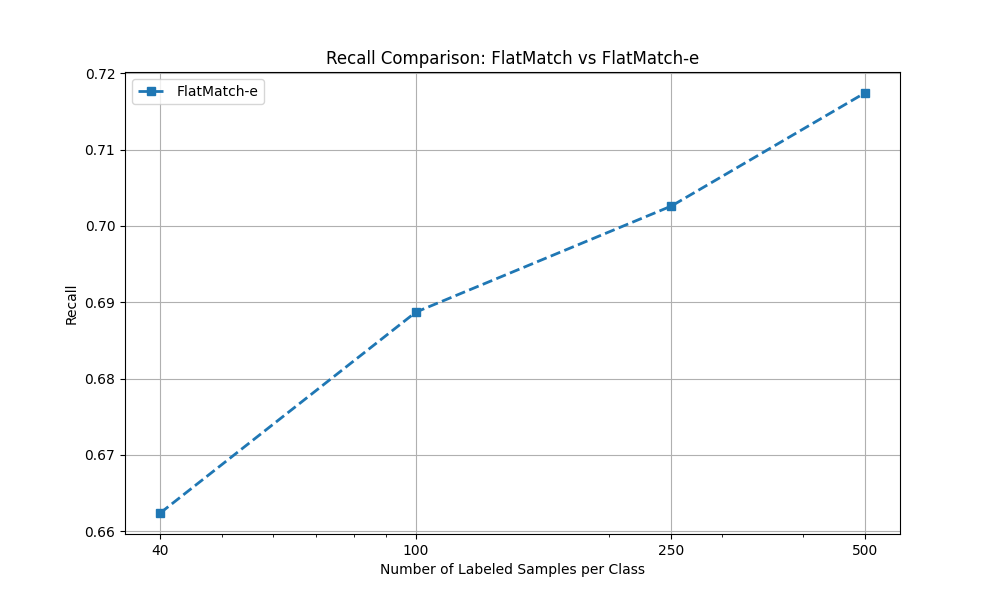 Recall Comparison: FlatMatch vs FlatMatch-e
FlatMatch-e
Recall
0.72
0.71
0.70
0.69
0.68
0.67
0.66
40 100 250 500
Number of Labeled Samples per Class